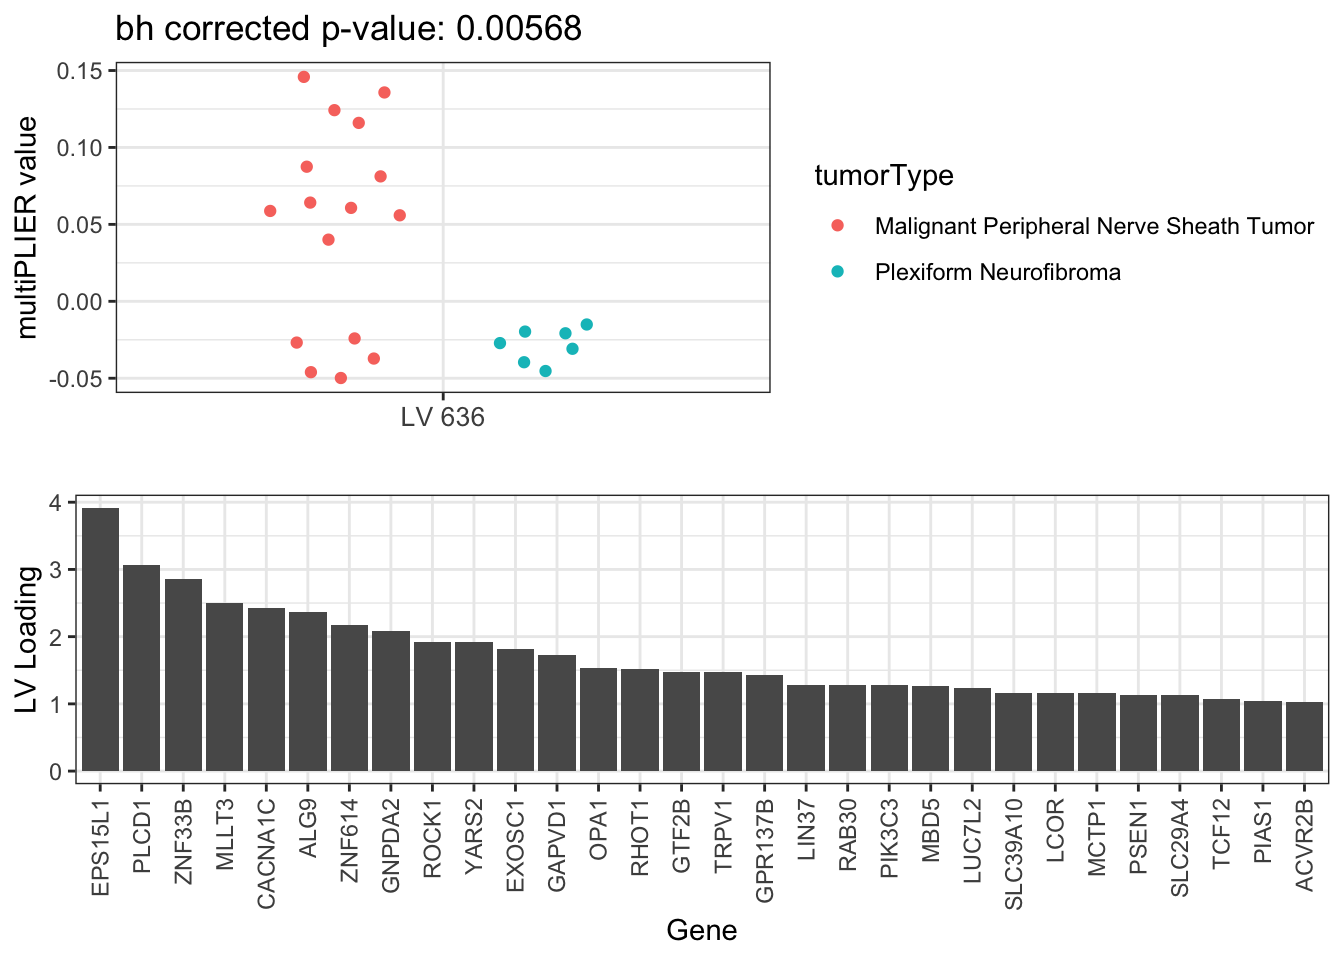 bh corrected p-value: 0.00568
multiPLIER value
0.15
0.10
0.05
0.00
-0.05
LV 636
tumorType
Malignant Peripheral Nerve Sheath Tumor
Plexiform Neurofibroma
LV Loading
4
3
2
1
0
EPS15L1
PLCD1
ZNF33B
MLLT3
CACNA1C
ALG9
ZNF614
GNPDA2
ROCK1
YARS2
EXOSC1
GAPVD1
OPA1
RHOT1
GTF2B
TRPV1
GPR137B
LIN37
RAB30
PIK3C3
MBD5
LUC7L2
SLC39A10
LCOR
MCTP1
PSEN1
SLC29A4
TCF12
PIAS1
ACVR2B
Gene